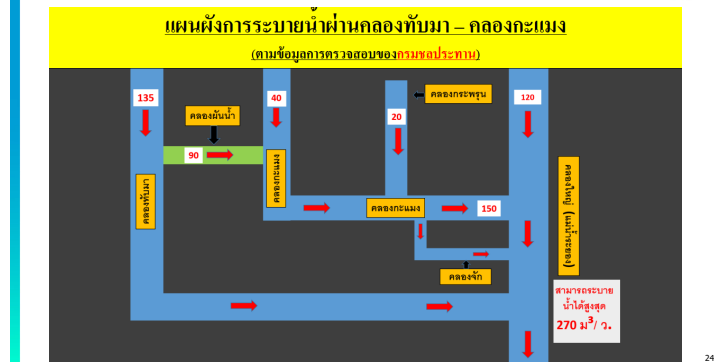 แผนผังการระบายน้ำผ่านคลองทับมา – คลองกะแมง
(ตามข้อมูลการตรวจสอบของกรมชลประทาน)
135
40
คลองกระพรุน
120
คลองผันน้ำ
20
90
คลองทับมา
คลองกะแมง
คลองกะแมง
150
คลองใหญ่ (แม่น้ำระยอง)
คลองจัก
สามารถระบาย
น้ำได้สูงสุด
270 ม³/ ว.
24